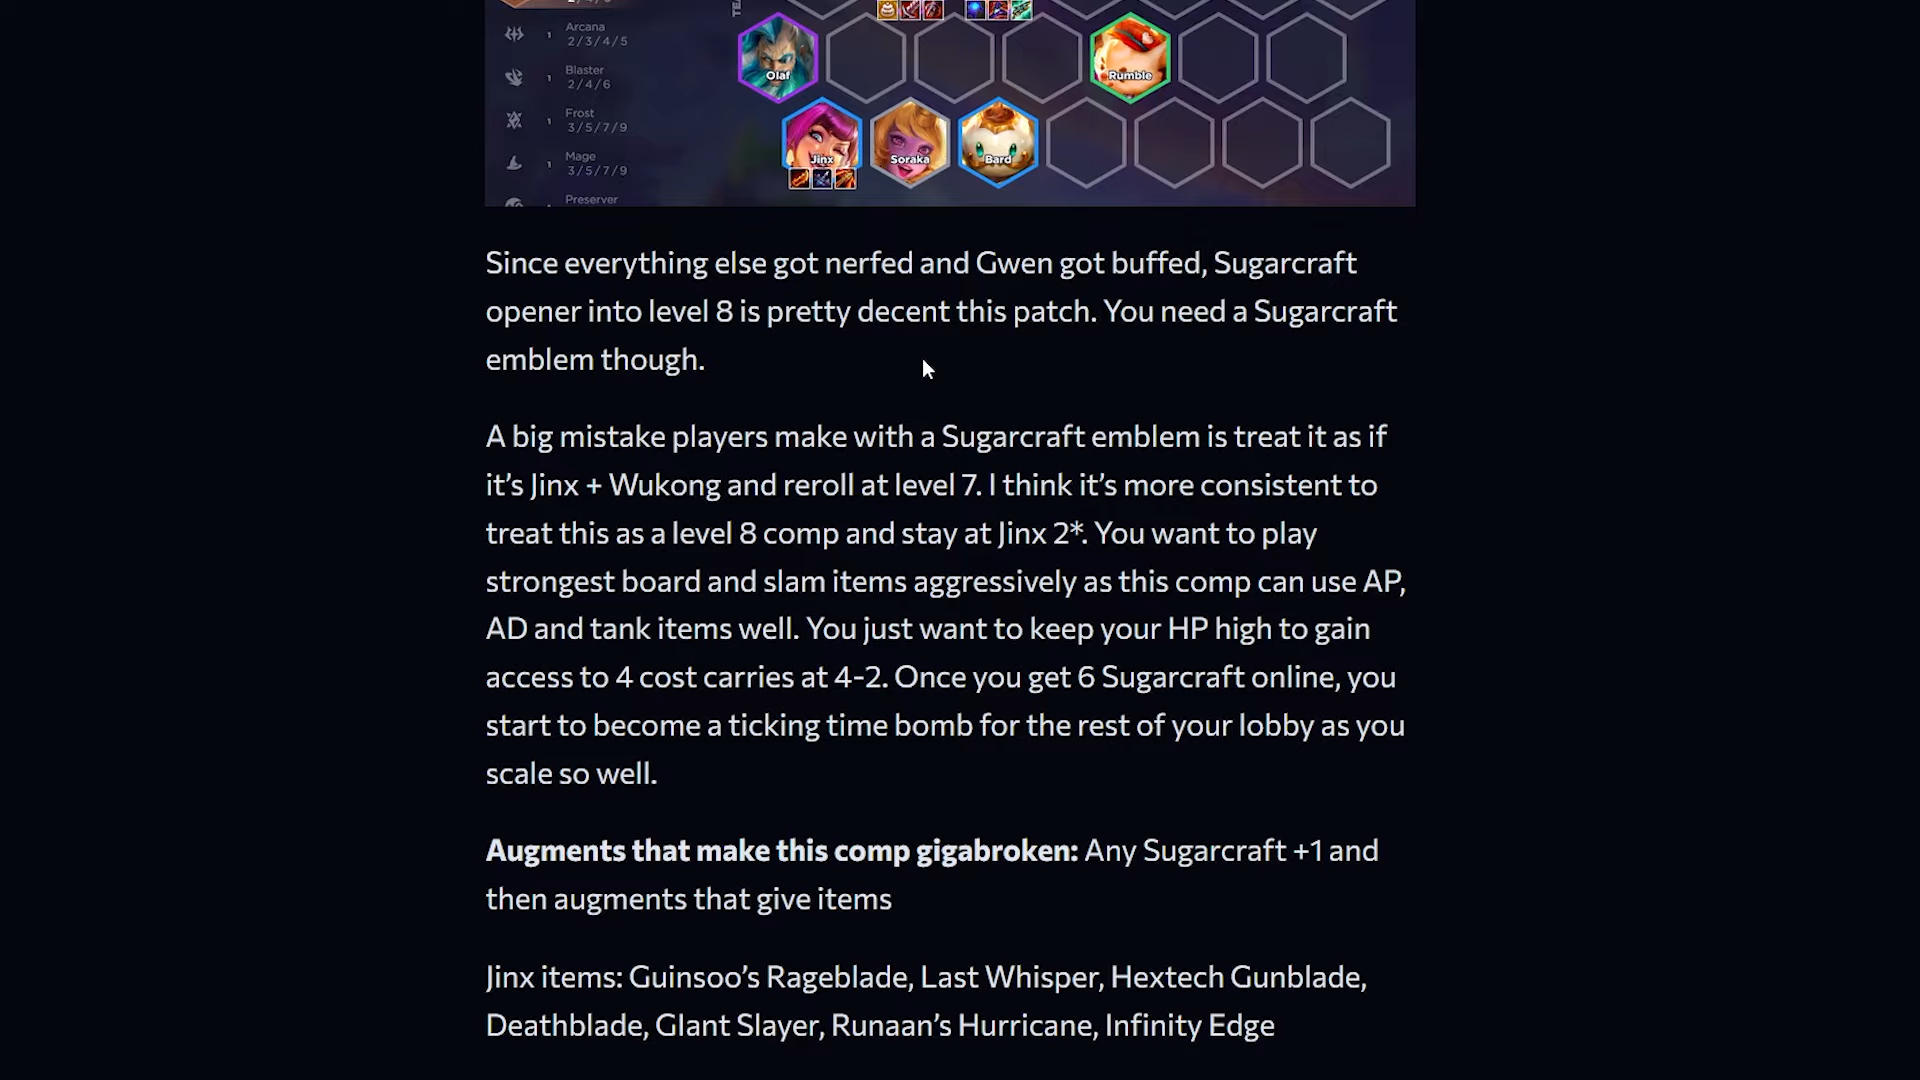 1 Arcana
2/3/4/5
1 Blaster
2/4/6
1 Frost
3/5/7/9
1 Mage
3/5/7/9
Preserver
Olaf
Rumble
Jinx
Soraka
Bard
Since everything else got nerfed and Gwen got buffed, Sugarcraft
opener into level 8 is pretty decent this patch. You need a Sugarcraft
emblem though.
A big mistake players make with a Sugarcraft emblem is treat it as if
it’s Jinx + Wukong and reroll at level 7. I think it’s more consistent to
treat this as a level 8 comp and stay at Jinx 2*. You want to play
strongest board and slam items aggressively as this comp can use AP,
AD and tank items well. You just want to keep your HP high to gain
access to 4 cost carries at 4-2. Once you get 6 Sugarcraft online, you
start to become a ticking time bomb for the rest of your lobby as you
scale so well.
Augments that make this comp gigabroken: Any Sugarcraft +1 and
then augments that give items
Jinx items: Guinsoo’s Rageblade, Last Whisper, Hextech Gunblade,
Deathblade, GIant Slayer, Runaan’s Hurricane, Infinity Edge